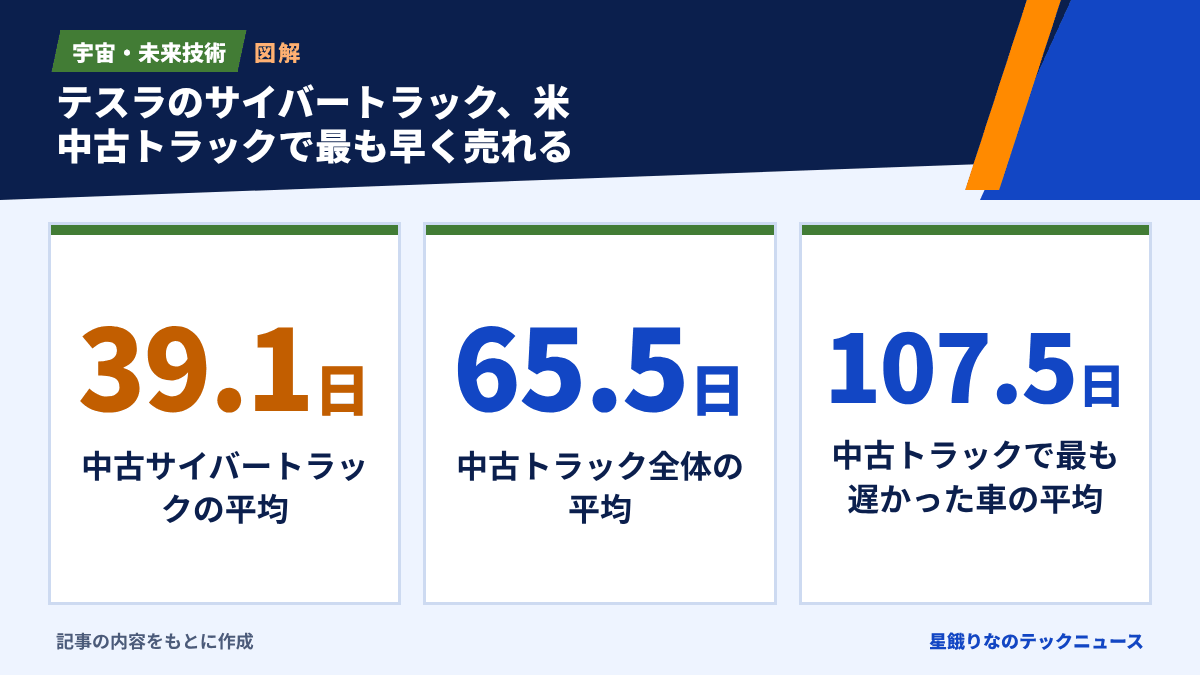 宇宙・未来技術
図解
テスラのサイバートラック、米
中古トラックで最も早く売れる
39.1日
中古サイバートラッ
クの平均
65.5日
中古トラック全体の
平均
107.5日
中古トラックで最も
遅かった車の平均
記事の内容をもとに作成
星餓りなのテックニュース